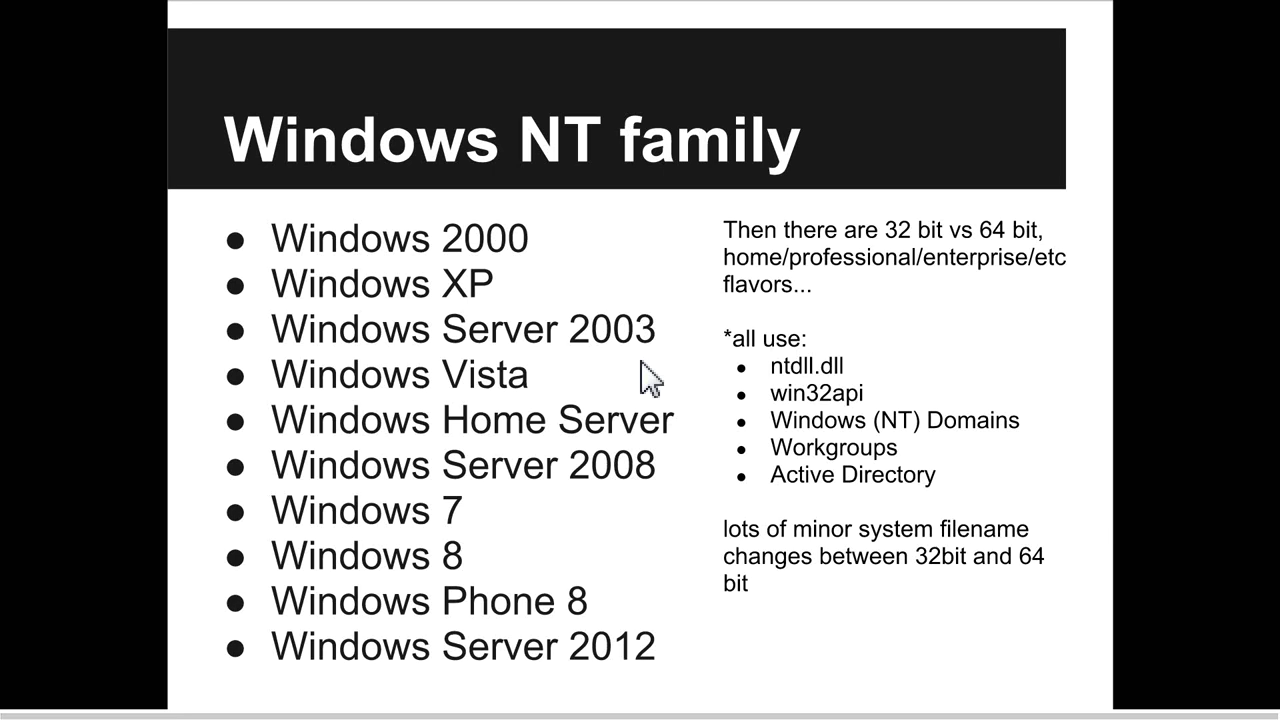 Windows NT family
● Windows 2000
● Windows XP
● Windows Server 2003
● Windows Vista
● Windows Home Server
● Windows Server 2008
● Windows 7
● Windows 8
● Windows Phone 8
● Windows Server 2012
Then there are 32 bit vs 64 bit,
home/professional/enterprise/etc
flavors...
*all use:
● ntdll.dll
● win32api
● Windows (NT) Domains
● Workgroups
● Active Directory
lots of minor system filename
changes between 32bit and 64
bit